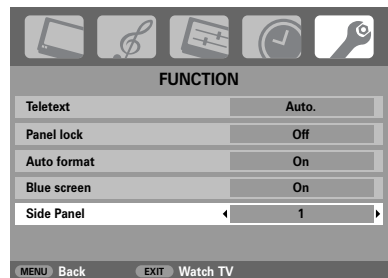 FUNCTION
Teletext Auto.
Panel lock Off
Auto format On
Blue screen On
Side Panel 1
MENU Back EXIT Watch TV